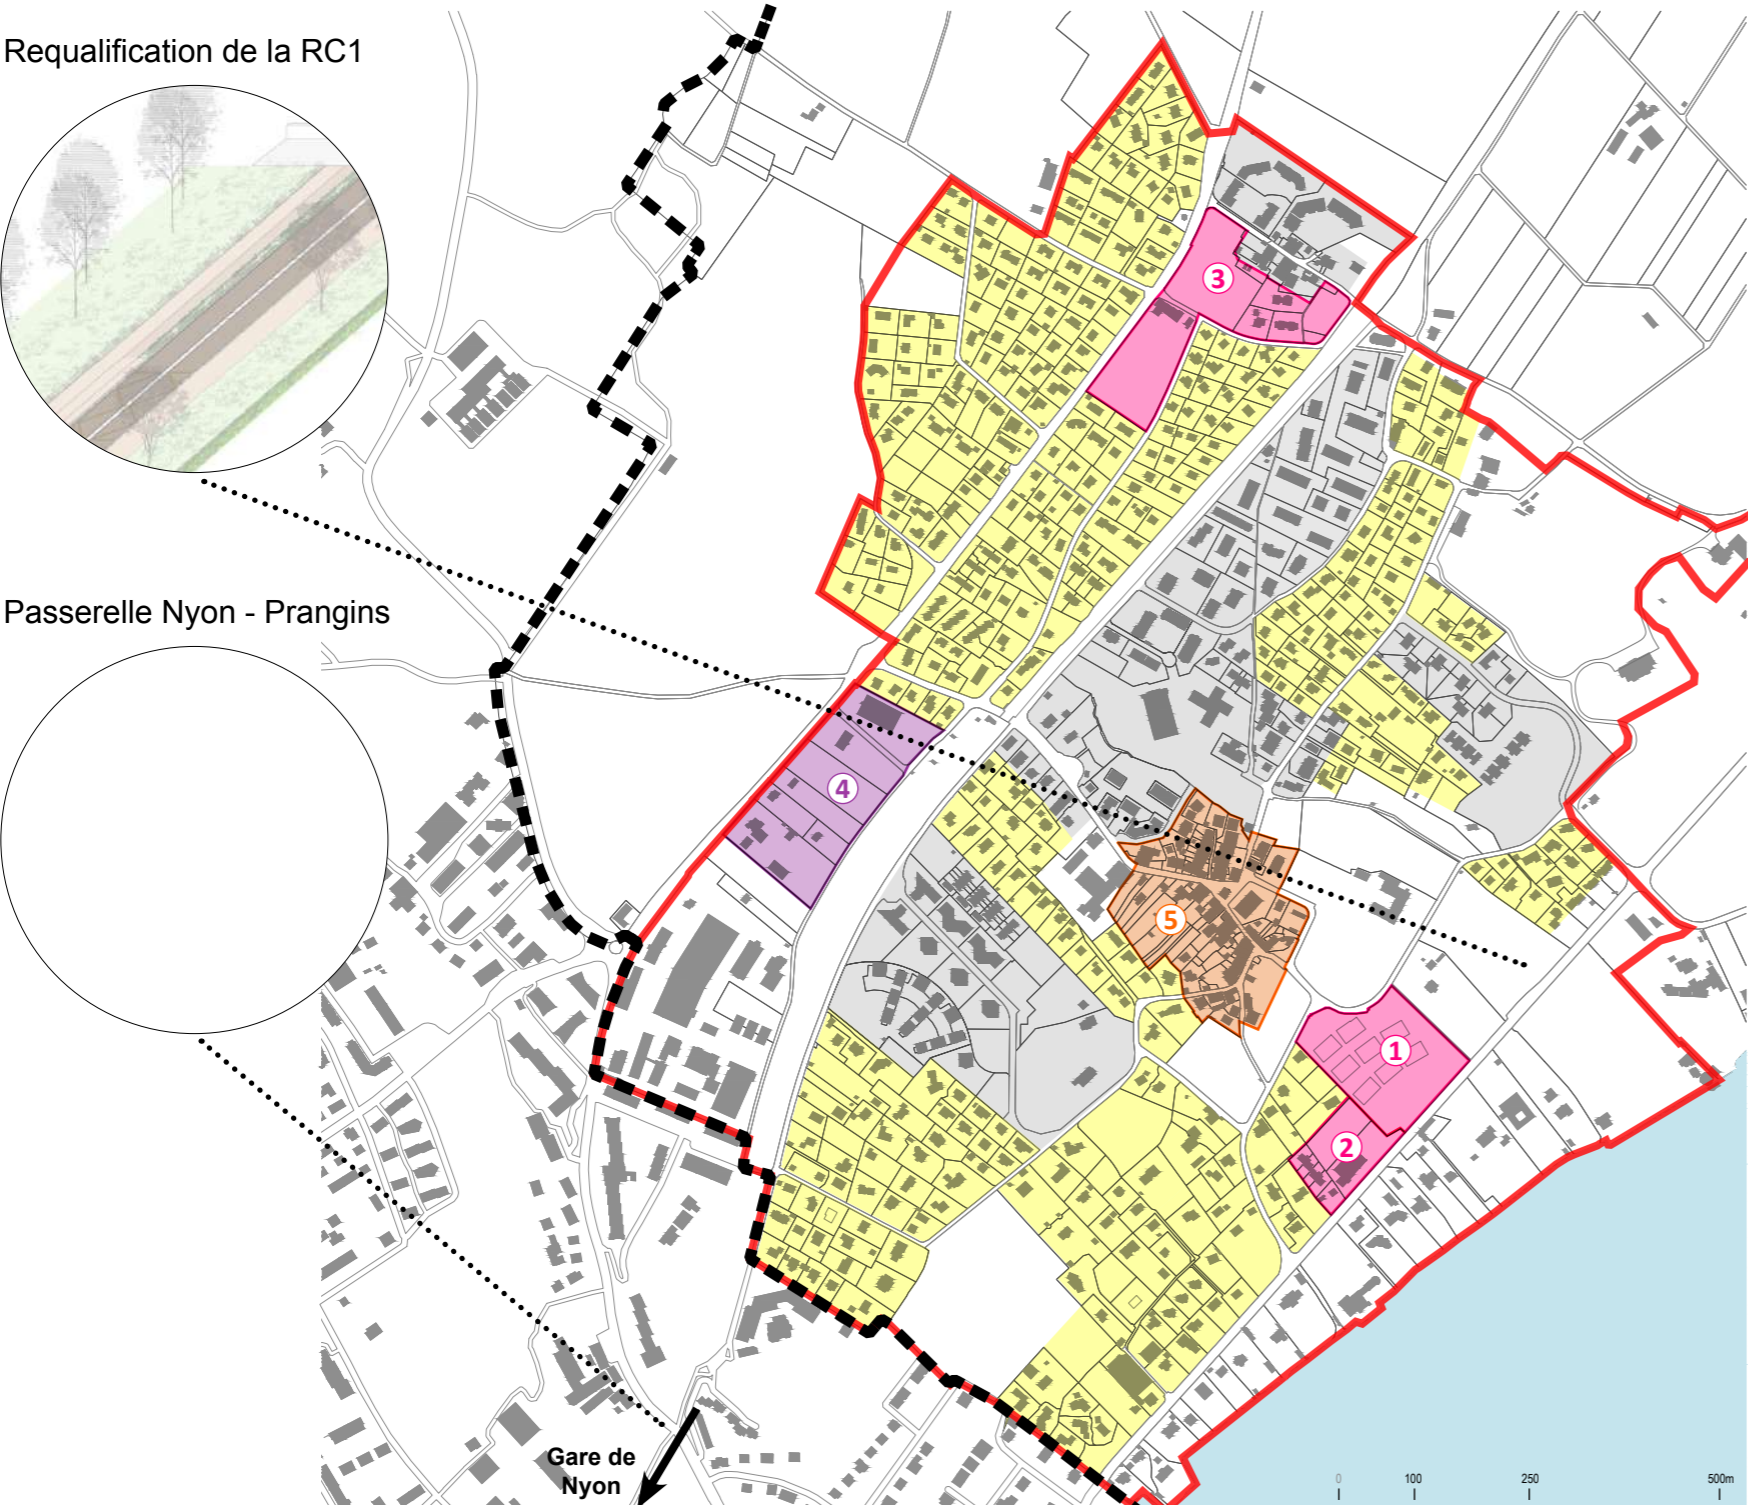 Requalification de la RC1
3
Passerelle Nyon - Prangins
4
5
1
2
Gare de
Nyon
0 100 250 500m